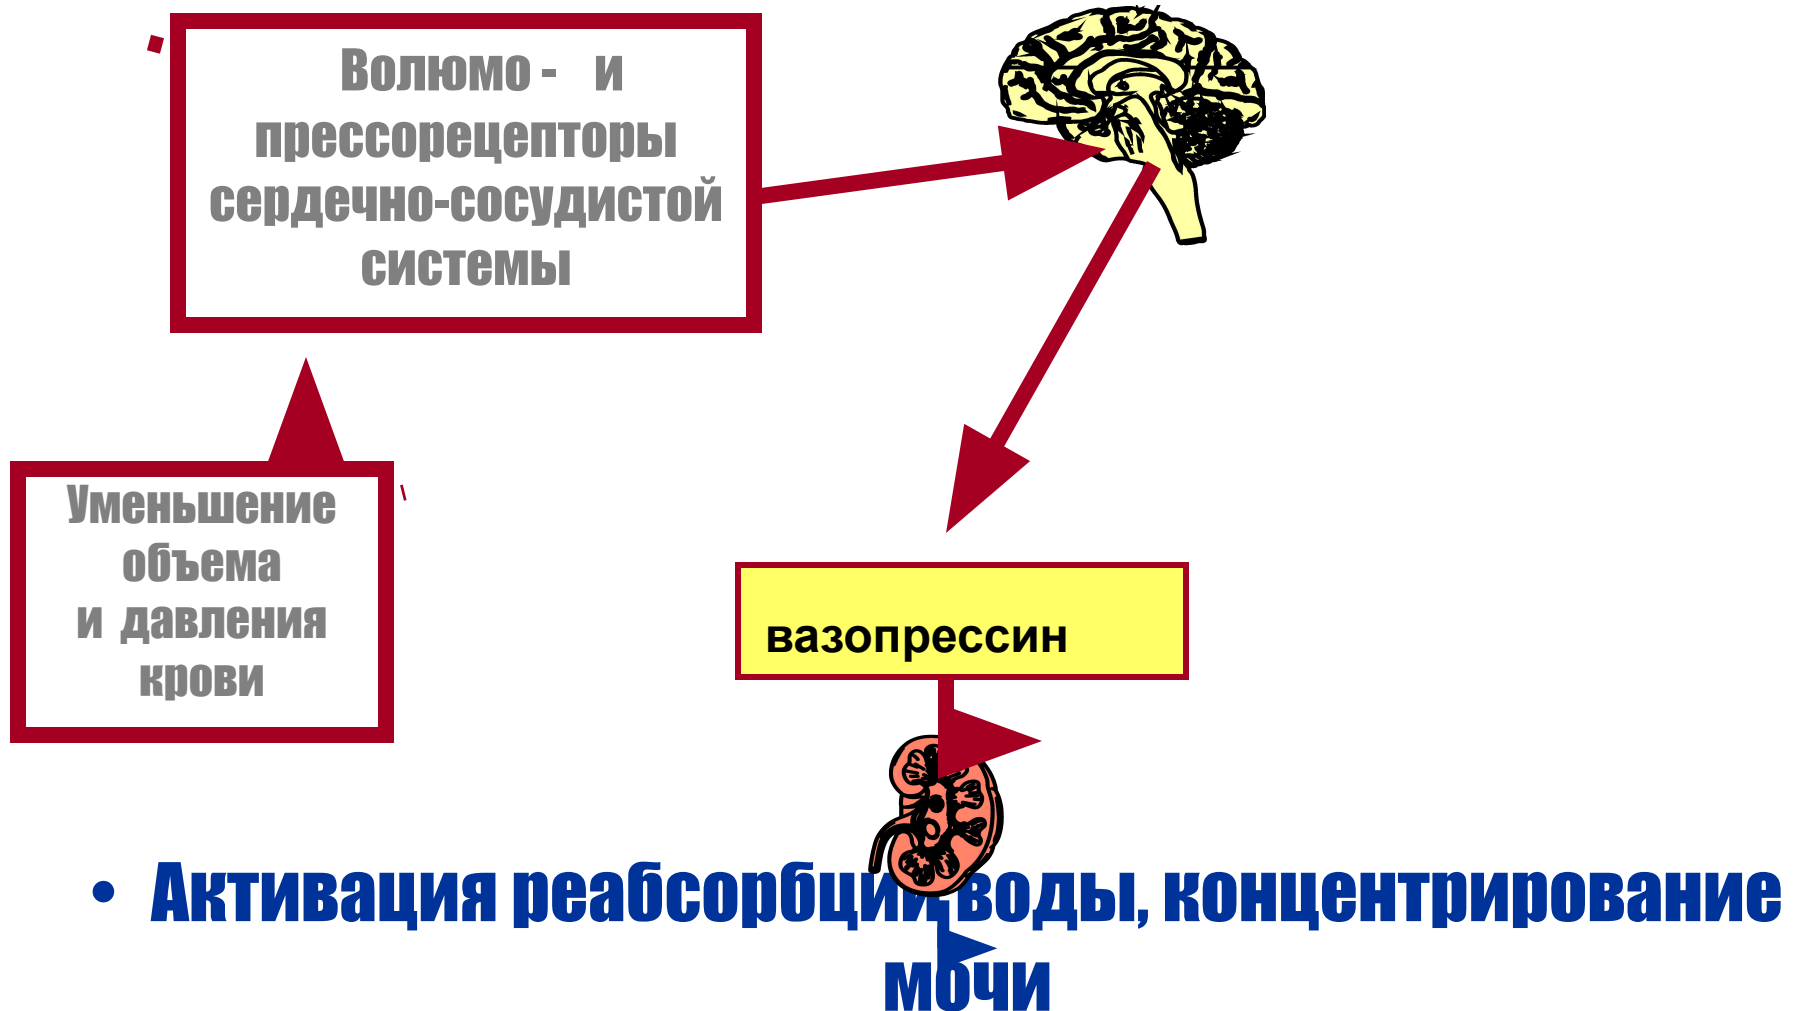 Волюмо - и
прессорецепторы
сердечно-сосудистой
системы
Уменьшение
объема
и давления
крови
вазопрессин
• Активация реабсорбции воды, концентрирование
мочи